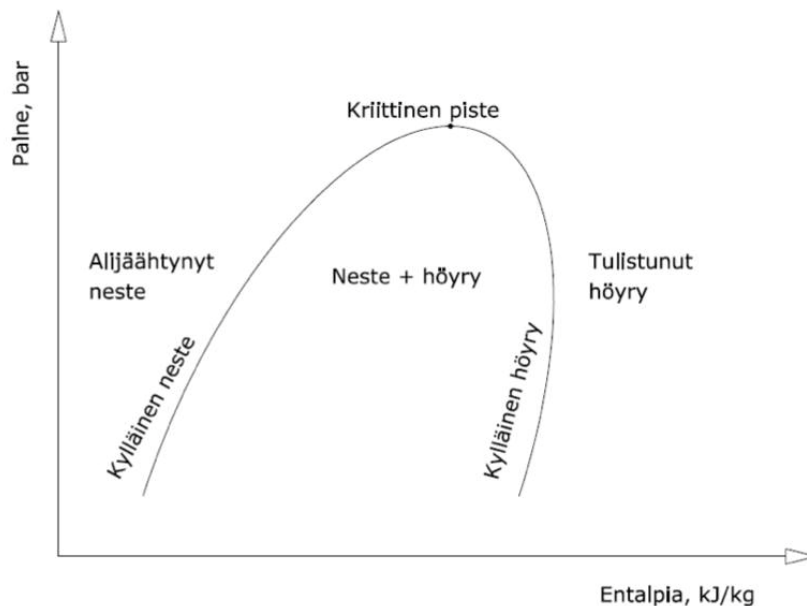 Paine, bar
Kriittinen piste
Alijäähtynyt
neste
Neste + höyry
Tulistunut
höyry
Kylläinen neste
Kylläinen höyry
Entalpia, kJ/kg